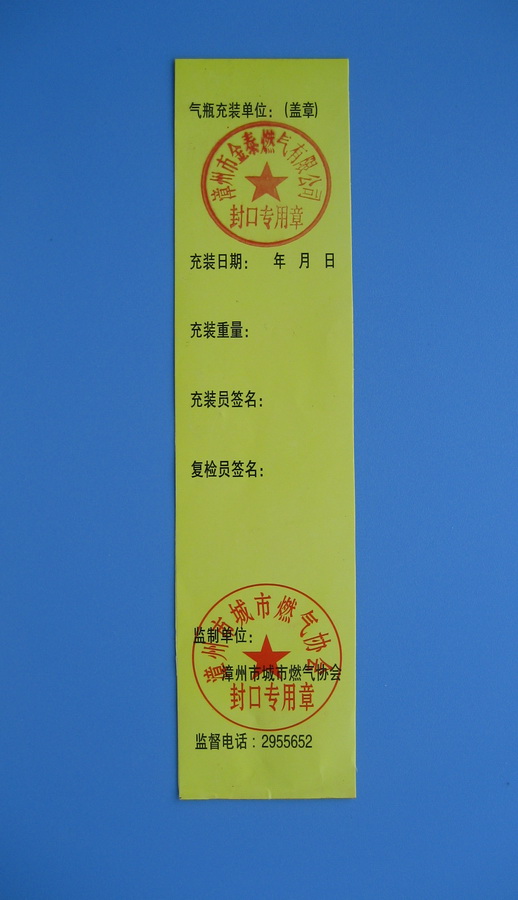 气瓶充装单位：(盖章)
漳州市金泰燃气有限公司
封口专用章
充装日期： 年 月 日
充装重量：
充装员签名：
复检员签名：
漳州市城市燃气协会
监制单位：
漳州市城市燃气协会
封口专用章
监督电话：2955652